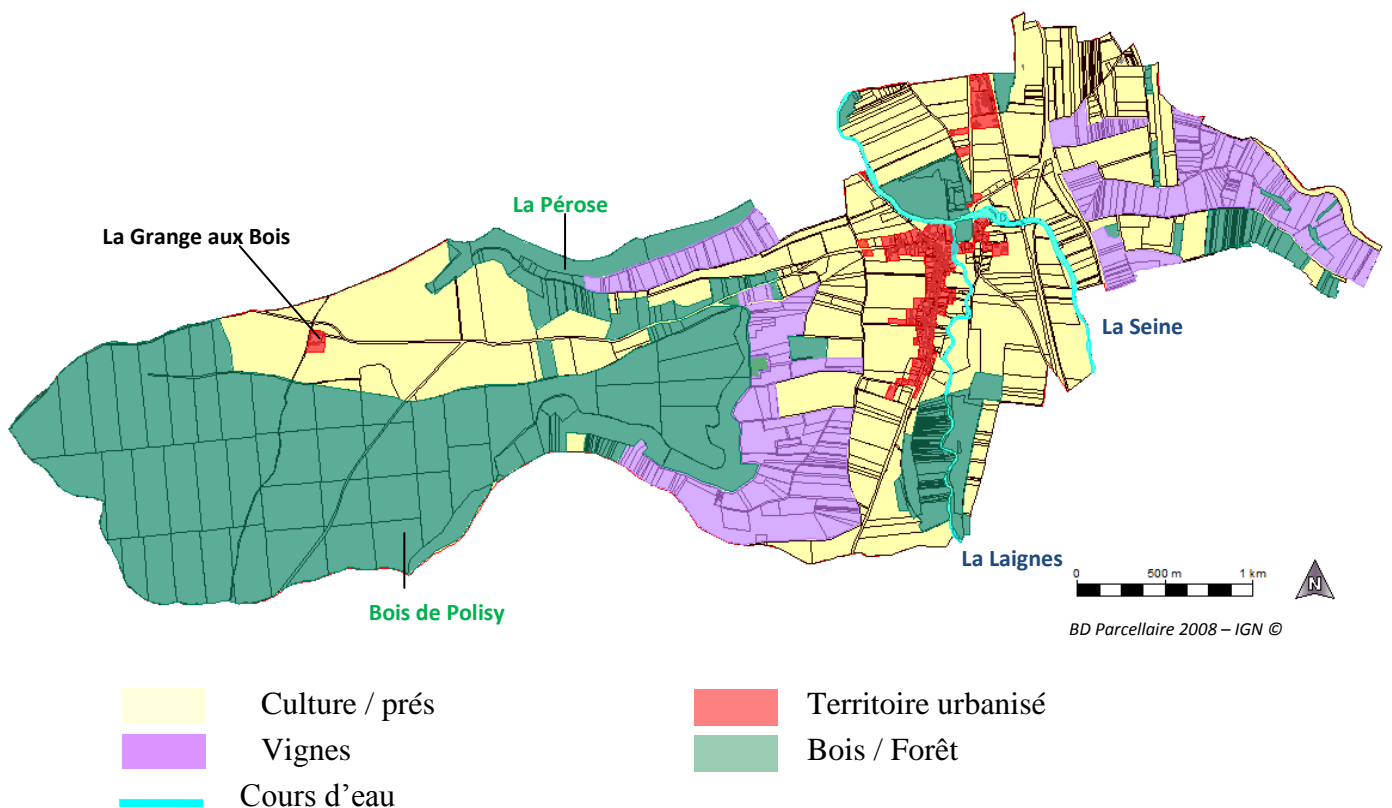 La Pérose
La Grange aux Bois
La Seine
La Laignes
Bois de Polisy
0 500 m 1 km
N
BD Parcellaire 2008 – IGN ©
Culture / prés
Territoire urbanisé
Vignes
Bois / Forêt
Cours d’eau